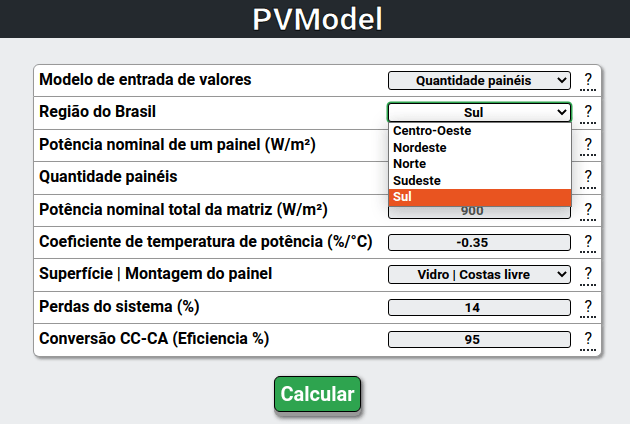 PVModel
Modelo de entrada de valores Quantidade painéis ?
Região do Brasil Sul ?
Centro-Oeste
Nordeste
Norte
Sudeste
Sul
Potência nominal de um painel (W/m²) ?
Quantidade painéis ?
Potência nominal total da matriz (W/m²) 900 ?
Coeficiente de temperatura de potência (%/°C) -0.35 ?
Superfície | Montagem do painel Vidro | Costas livre ?
Perdas do sistema (%) 14 ?
Conversão CC-CA (Eficiencia %) 95 ?
Calcular